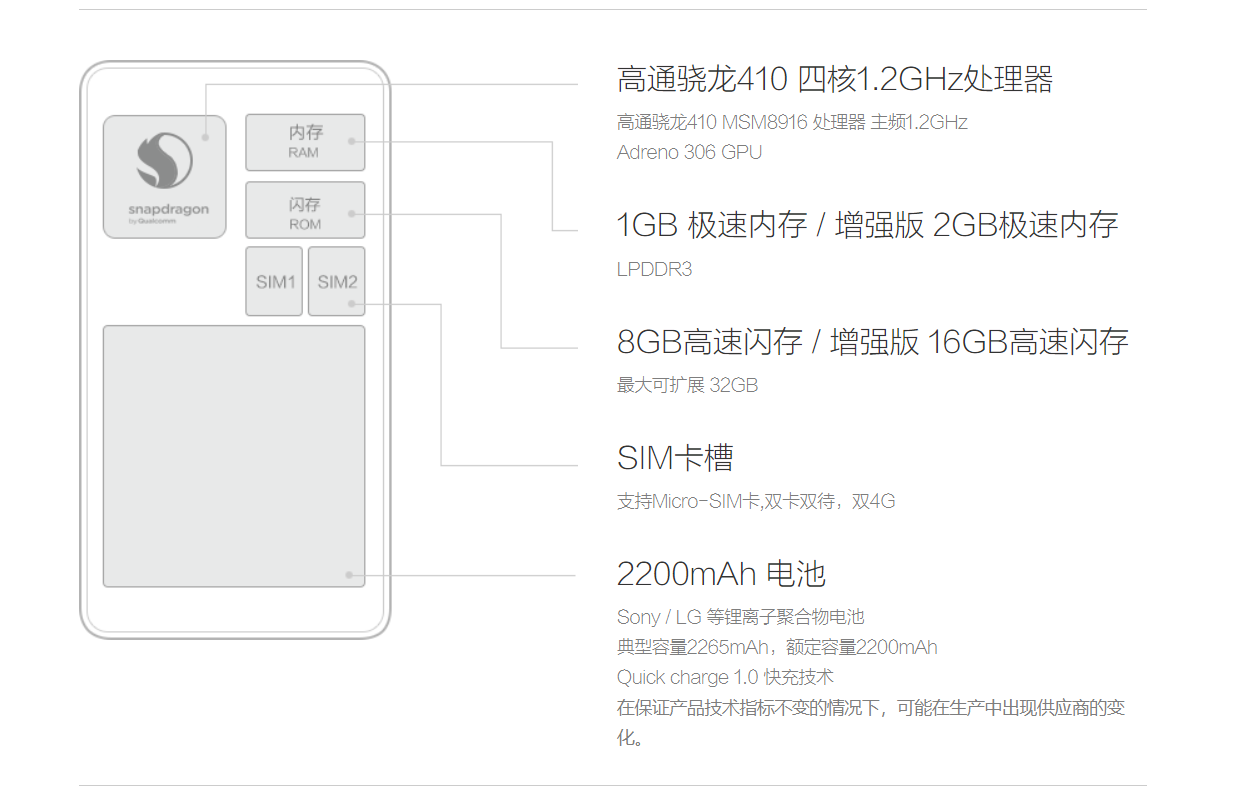 高通骁龙410 四核1.2GHz处理器
高通骁龙410 MSM8916 处理器 主频1.2GHz
Adreno 306 GPU
内存
RAM
snapdragon
by Qualcomm
闪存
ROM
SIM1
SIM2
1GB 极速内存 / 增强版 2GB极速内存
LPDDR3
8GB高速闪存 / 增强版 16GB高速闪存
最大可扩展 32GB
SIM卡槽
支持Micro-SIM卡,双卡双待，双4G
2200mAh 电池
Sony / LG 等锂离子聚合物电池
典型容量2265mAh，额定容量2200mAh
Quick charge 1.0 快充技术
在保证产品技术指标不变的情况下，可能在生产中出现供应商的变
化。